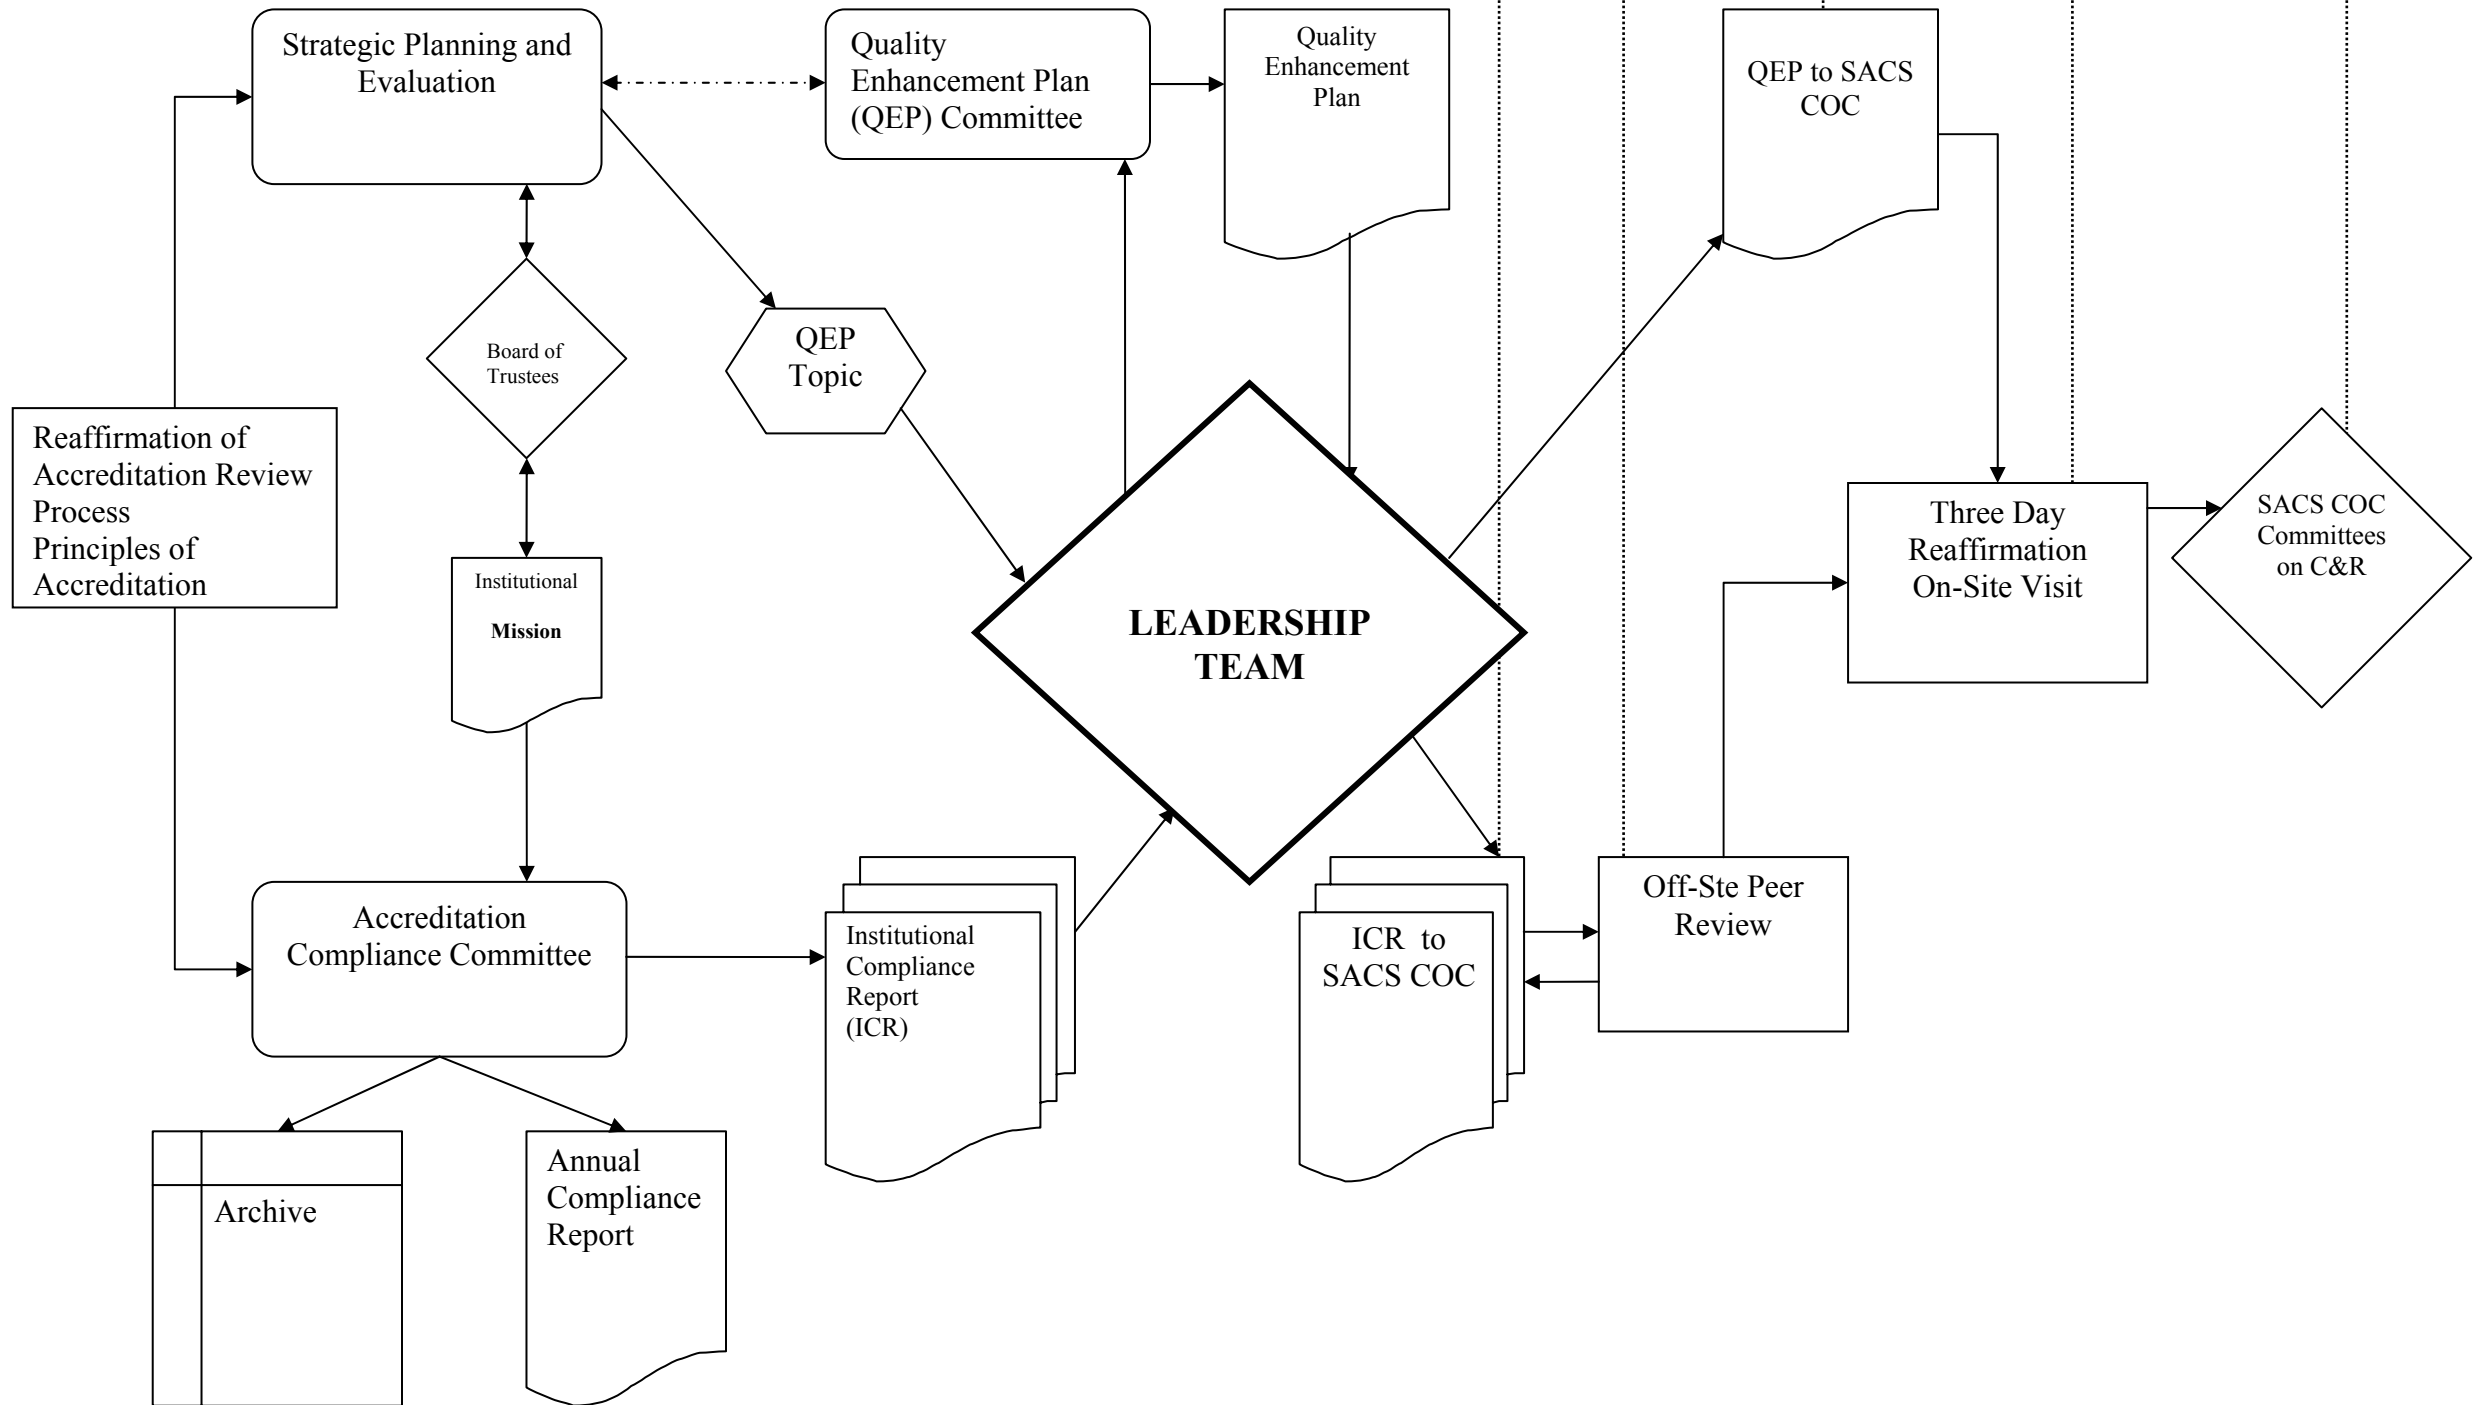 Strategic Planning and
Evaluation
Quality
Enhancement Plan
(QEP) Committee
Quality
Enhancement
Plan
QEP to SACS
COC
Board of
Trustees
QEP
Topic
Reaffirmation of
Accreditation Review
Process
Principles of
Accreditation
Institutional
Mission
LEADERSHIP
TEAM
Three Day
Reaffirmation
On-Site Visit
SACS COC
Committees
on C&R
Accreditation
Compliance Committee
Institutional
Compliance
Report
(ICR)
ICR to
SACS COC
Off-Ste Peer
Review
Archive
Annual
Compliance
Report